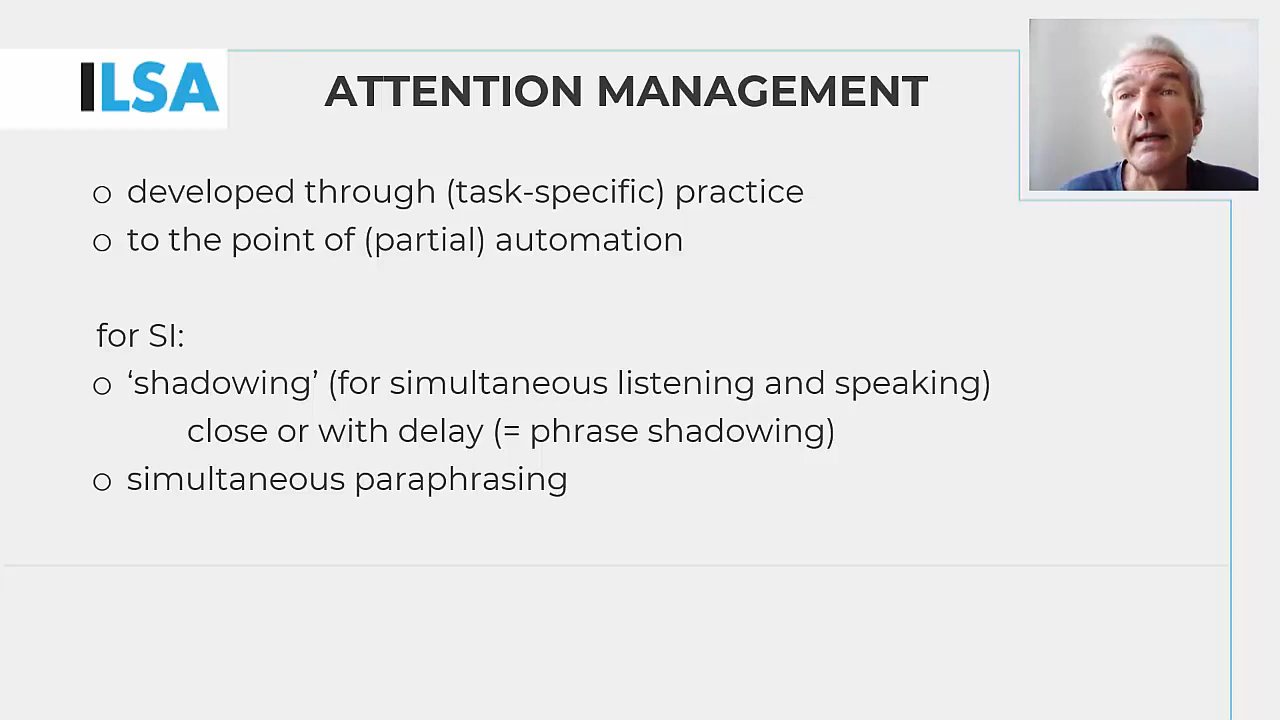 ILSA
ATTENTION MANAGEMENT
o developed through (task-specific) practice
o to the point of (partial) automation
for SI:
o ‘shadowing’ (for simultaneous listening and speaking)
close or with delay (= phrase shadowing)
o simultaneous paraphrasing